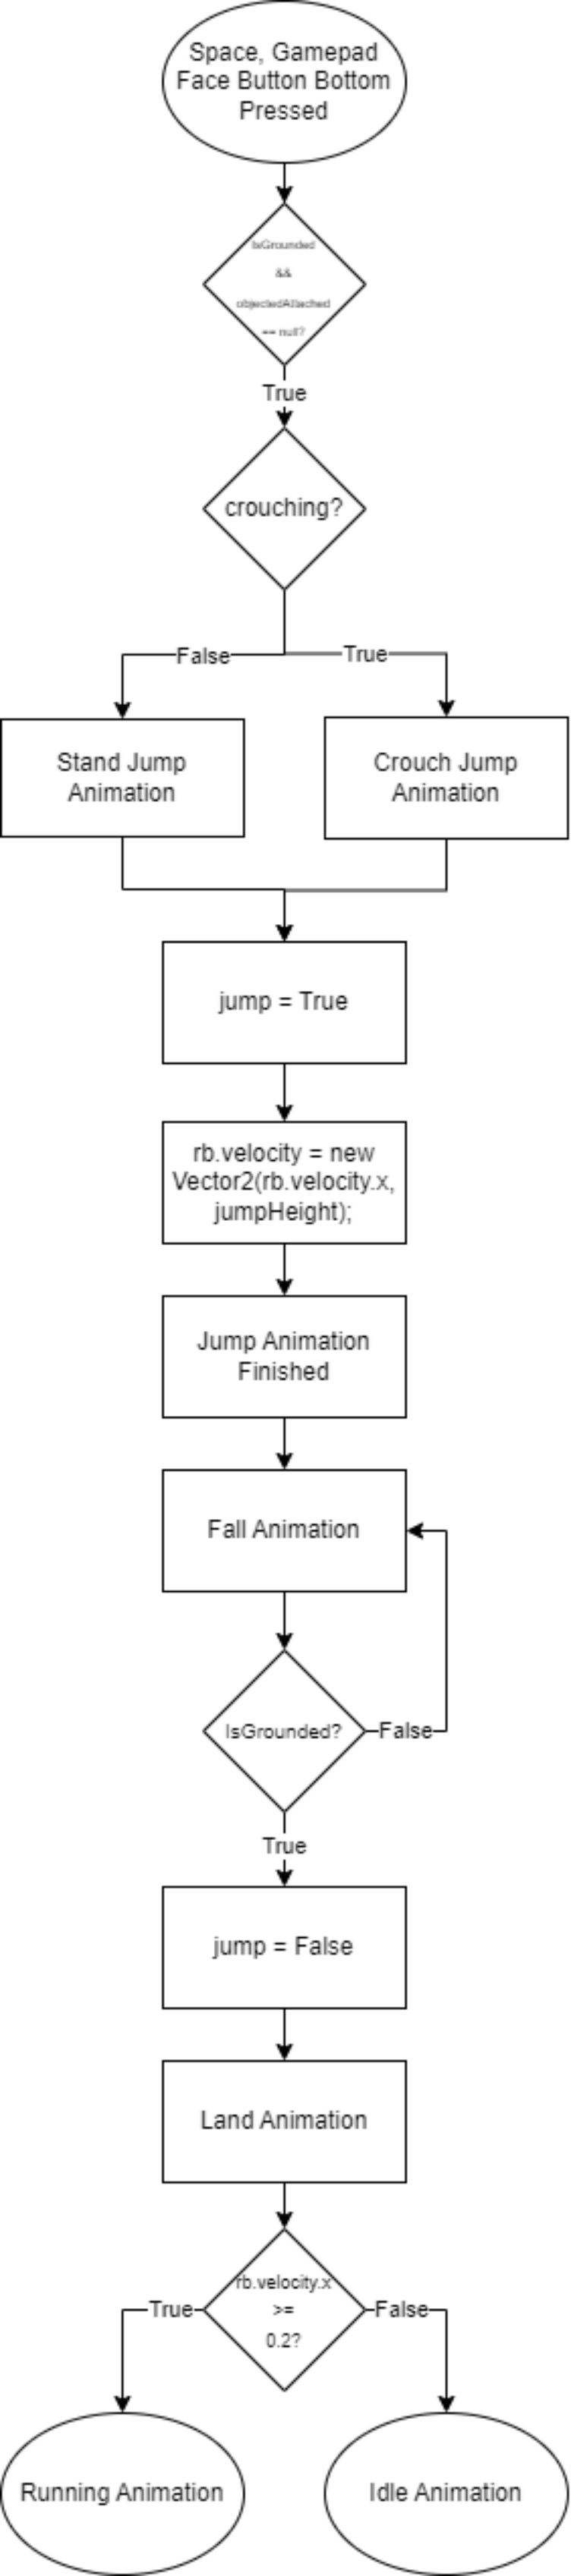 Space, Gamepad
Face Button Bottom
Pressed
IsGrounded
&&
objectedAttached
== null?
True
crouching?
False
True
Stand Jump
Animation
Crouch Jump
Animation
jump = True
rb.velocity = new
Vector2(rb.velocity.x,
jumpHeight);
Jump Animation
Finished
Fall Animation
IsGrounded?
False
True
jump = False
Land Animation
rb.velocity.x
>=
0.2?
True
False
Running Animation
Idle Animation